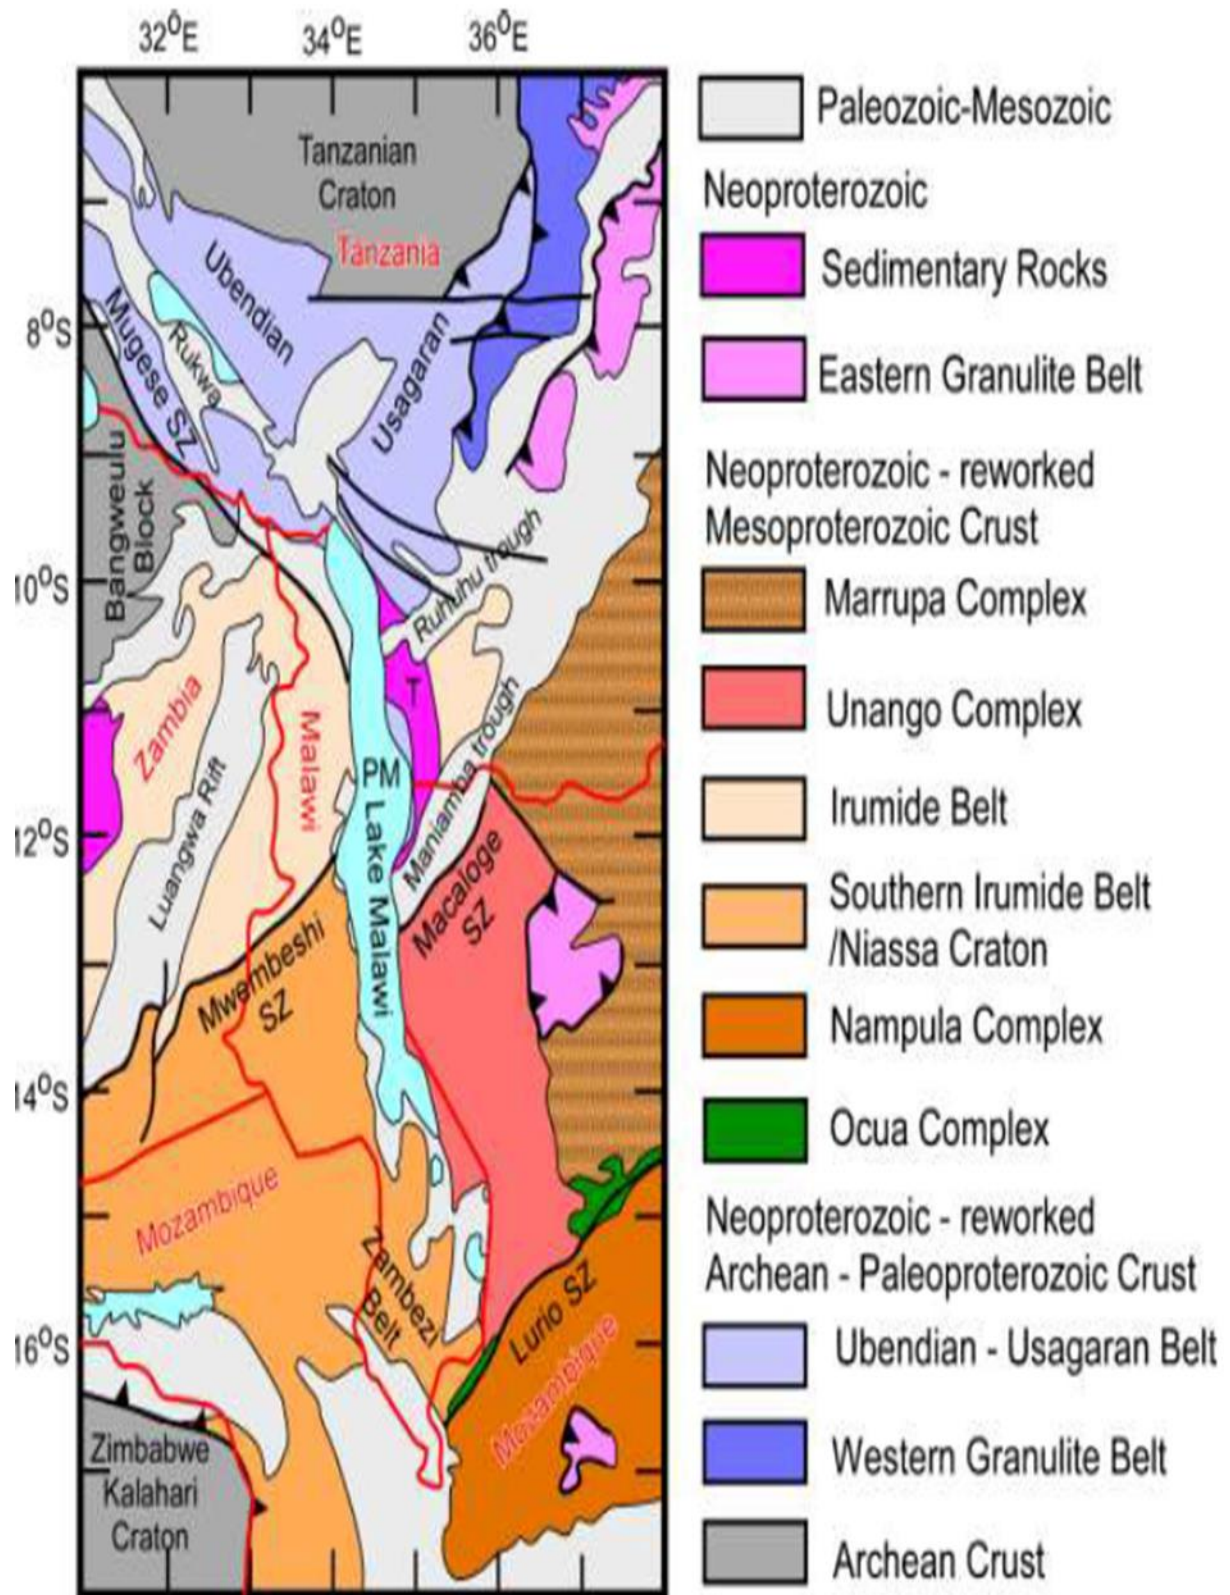 32°E 34°E 36°E
8°S
10°S
12°S
14°S
16°S
Tanzanian
Craton
Tanzania
Ubendian
Usagaran
Mugese SZ
Rukwa
Bangweulu
Block
Ruhuhu trough
Zambia
Malawi
Luangwa Rift
T
PM
Lake Malawi
Maniamba trough
Macaloge
SZ
Mwembeshi
SZ
Mozambique
Zambezi
Belt
Lurio SZ
Mozambique
Zimbabwe
Kalahari
Craton
Paleozoic-Mesozoic
Neoproterozoic
Sedimentary Rocks
Eastern Granulite Belt
Neoproterozoic - reworked
Mesoproterozoic Crust
Marrupa Complex
Unango Complex
Irumide Belt
Southern Irumide Belt
/Niassa Craton
Nampula Complex
Ocua Complex
Neoproterozoic - reworked
Archean - Paleoproterozoic Crust
Ubendian - Usagaran Belt
Western Granulite Belt
Archean Crust